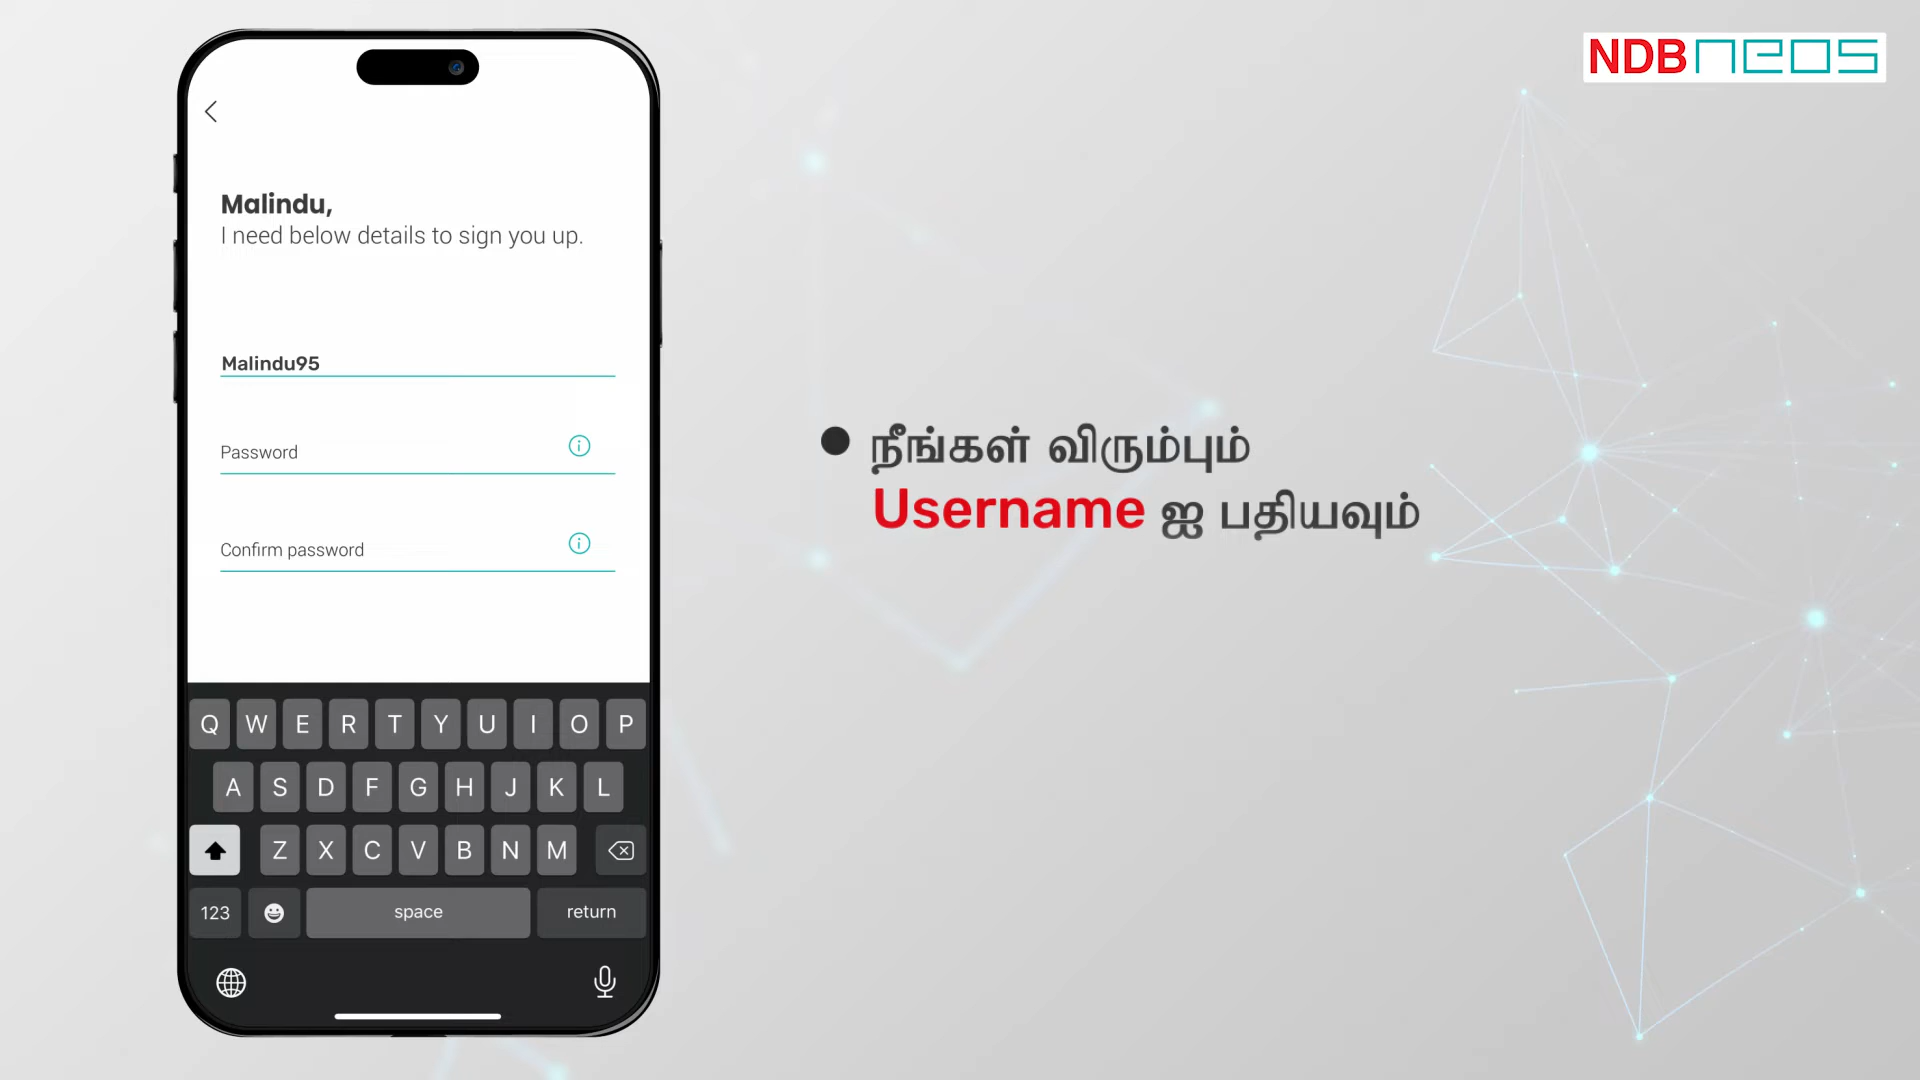 NDB neos
Malindu,
I need below details to sign you up.
Malindu95
Password
Confirm password
நீங்கள் விரும்பும்
Username ஐ பதியவும்
Q W E R T Y U I O P
A S D F G H J K L
Z X C V B N M
123 space return